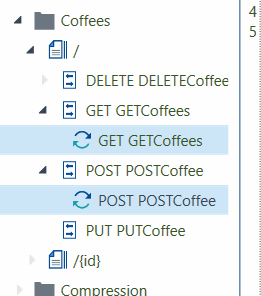 4
Coffees
5
/
DELETE DELETECoffee
GET GETCoffees
GET GETCoffees
POST POSTCoffee
POST POSTCoffee
PUT PUTCoffee
/{id}
Compression